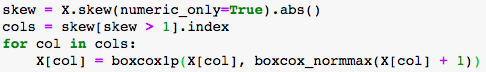 skew = X.skew(numeric_only=True).abs()
cols = skew[skew > 1].index
for col in cols:
    X[col] = boxcox1p(X[col], boxcox_normmax(X[col] + 1))